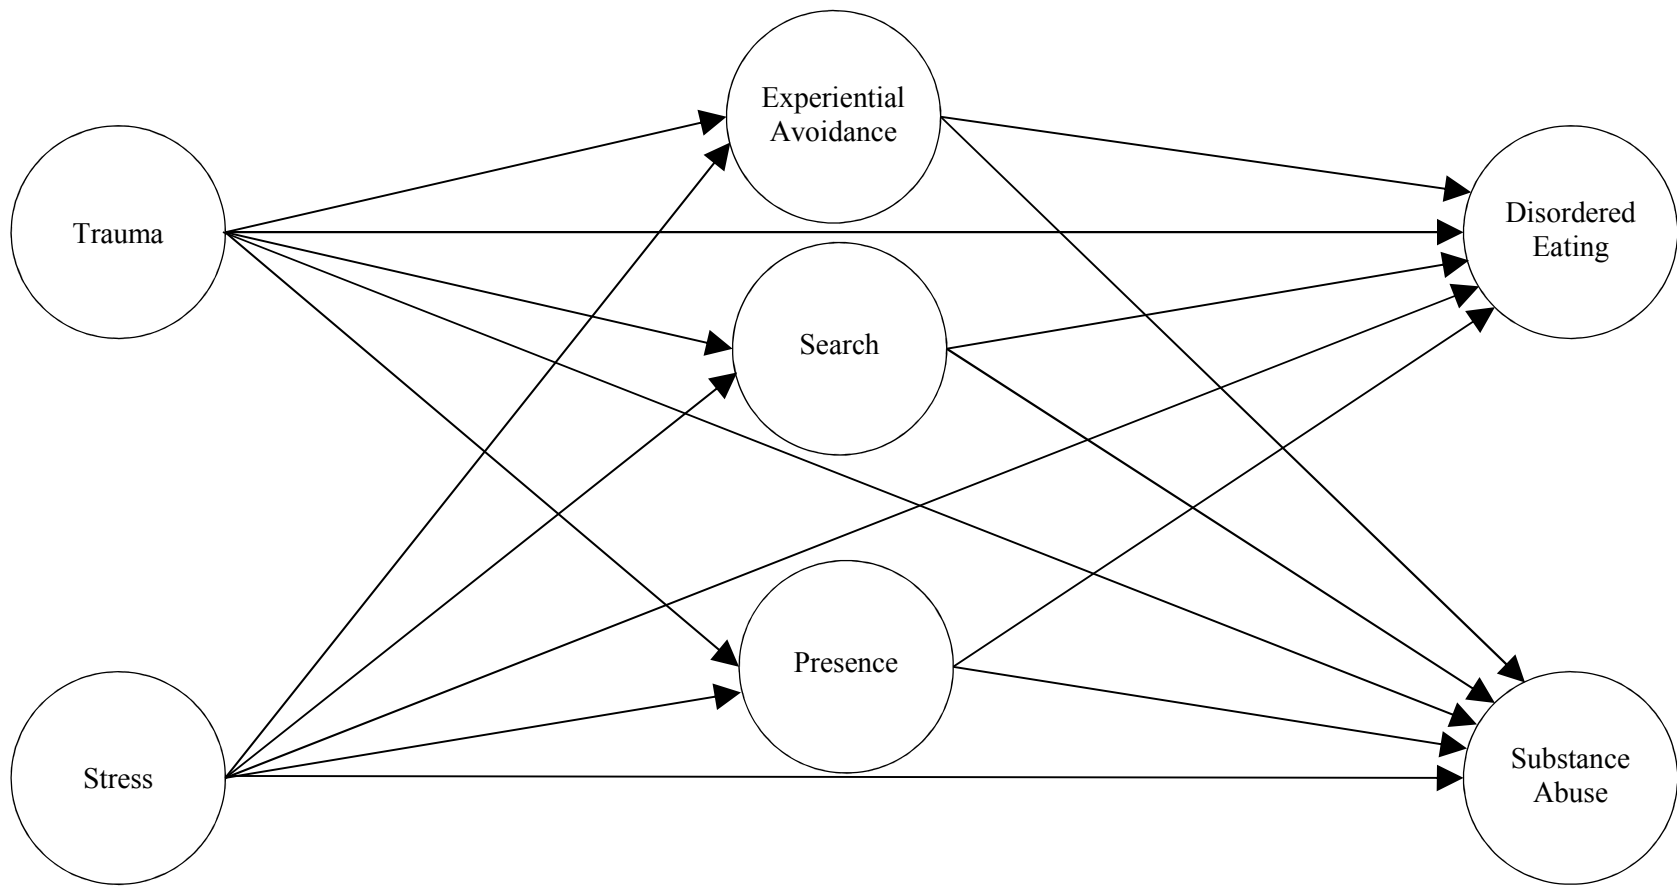 Trauma
Stress
Experiential
Avoidance
Search
Presence
Disordered
Eating
Substance
Abuse